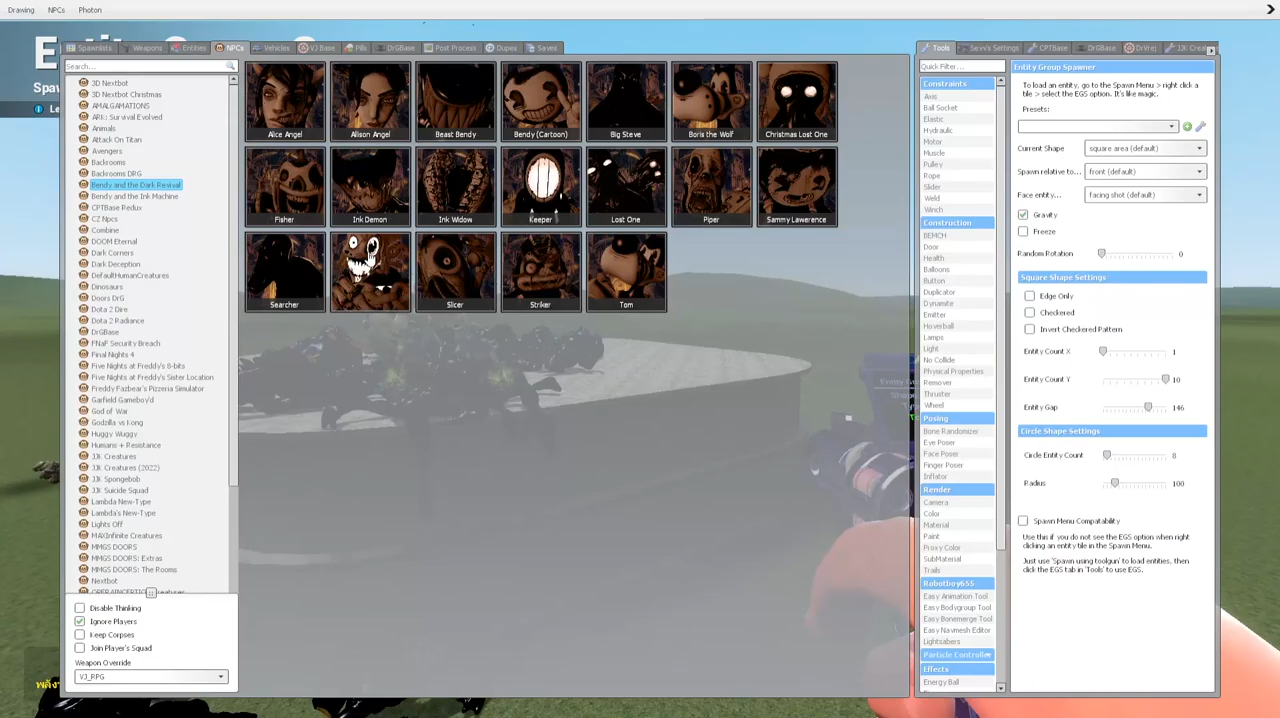 Drawing NPCs Photon
Spawnlists Weapons Entities NPCs Vehicles VJ Base Pills DrGBase Post Process Dupes Saves
Search...
3D Nextbot
3D Nextbot Christmas
AMALGAMATIONS
ARK: Survival Evolved
Animals
Attack On Titan
Avengers
Backrooms
Backrooms DRG
Bendy and the Dark Revival
Bendy and the Ink Machine
CPTBase Redux
CZ Npcs
Combine
DOOM Eternal
Dark Corners
Dark Deception
DefaultHumanCreatures
Dinosaurs
Doors DrG
Dota 2 Dire
Dota 2 Radiance
DrGBase
FNaF Security Breach
Final Nights 4
Five Nights at Freddy's 8-bits
Five Nights at Freddy's Sister Location
Freddy Fazbear's Pizzeria Simulator
Garfield Gameboy'd
God of War
Godzilla vs Kong
Huggy Wuggy
Humans + Resistance
JJK Creatures
JJK Creatures (2022)
JJK Spongebob
JJK Suicide Squad
Lambda New-Type
Lambda's New-Type
Lights Off
MAXInfinite Creatures
MMGS DOORS
MMGS DOORS: Extras
MMGS DOORS: The Rooms
Nextbot
Disable Thinking
Ignore Players
Keep Corpses
Join Player's Squad
Weapon Override
VJ_RPG
Alice Angel Allison Angel Beast Bendy Bendy (Cartoon) Big Steve Boris the Wolf Christmas Lost One
Fisher Ink Demon Ink Widow Keeper Lost One Piper Sammy Lawerence
Searcher Slicer Striker Tom
Tools Sevv's Settings CPTBase DrGBase DrVrej
Quick Filter...
Constraints
Axis
Ball Socket
Elastic
Hydraulic
Motor
Muscle
Pulley
Rope
Slider
Weld
Winch
Construction
BEMCH
Door
Health
Balloons
Button
Duplicator
Dynamite
Emitter
Hoverball
Lamps
Light
No Collide
Physical Properties
Remover
Thruster
Wheel
Posing
Bone Randomizer
Eye Poser
Face Poser
Finger Poser
Inflator
Render
Camera
Color
Material
Paint
Proxy Color
SubMaterial
Trails
Robotboy655
Easy Animation Tool
Easy Bodygroup Tool
Easy Bonemerge Tool
Easy Navmesh Editor
Lightsabers
Particle Controller
Effects
Energy Ball
Entity Group Spawner
To load an entity, go to the Spawn Menu > right click a
tile > select the EGS option. It's like magic.
Presets:
Current Shape square area (default)
Spawn relative to... front (default)
Face entity... facing shot (default)
Gravity
Freeze
Random Rotation 0
Square Shape Settings
Edge Only
Checkered
Invert Checkered Pattern
Entity Count X 1
Entity Count Y 10
Entity Gap 146
Circle Shape Settings
Circle Entity Count 8
Radius 100
Spawn Menu Compatability
Use this if you do not see the EGS option when right
clicking an entity tile in the Spawn Menu.
Just use 'Spawn using toolgun' to load entities, then
click the EGS tab in 'Tools' to use EGS.